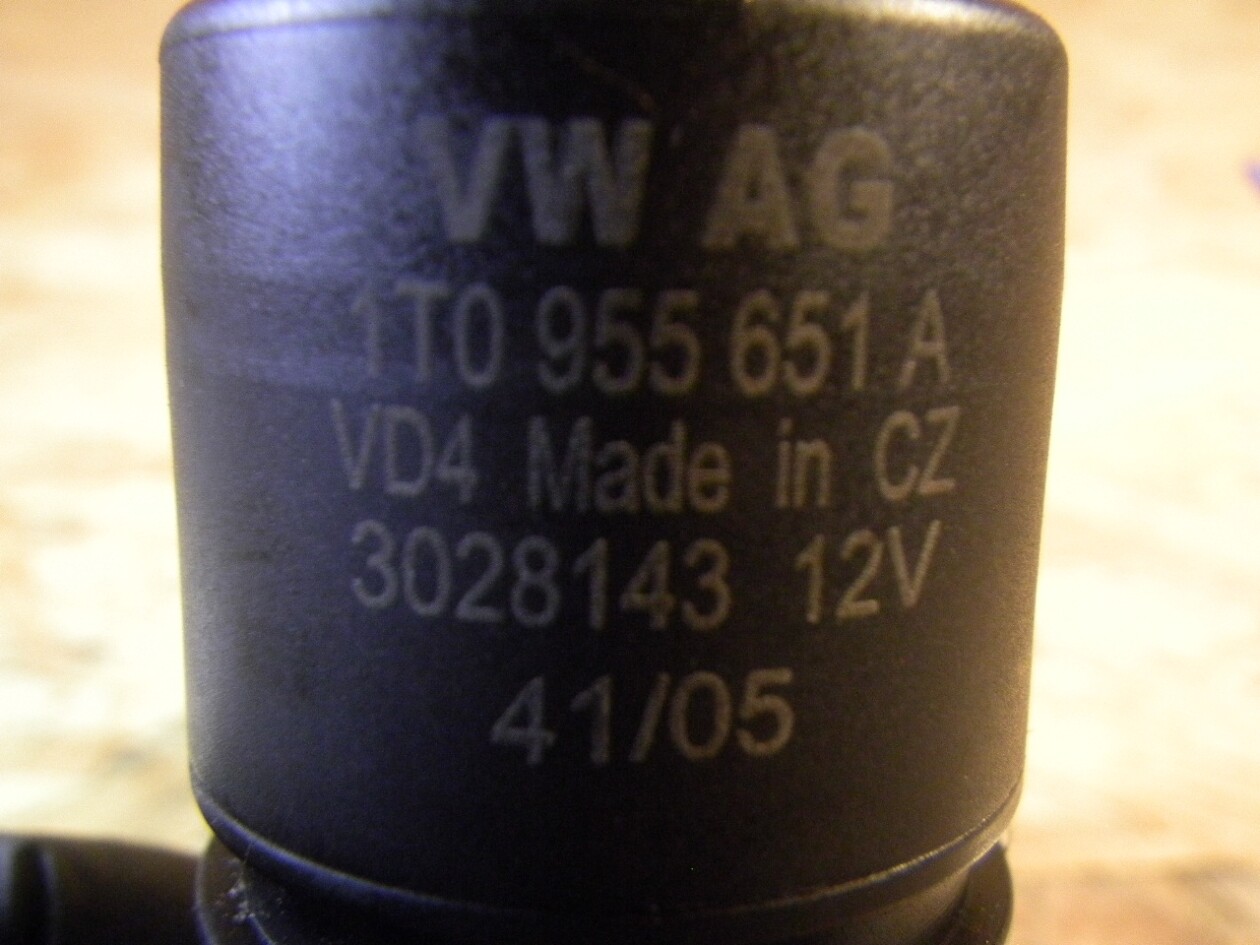 VW AG
1T0 955 651 A
VD4 Made in CZ
3028143 12V
41/05